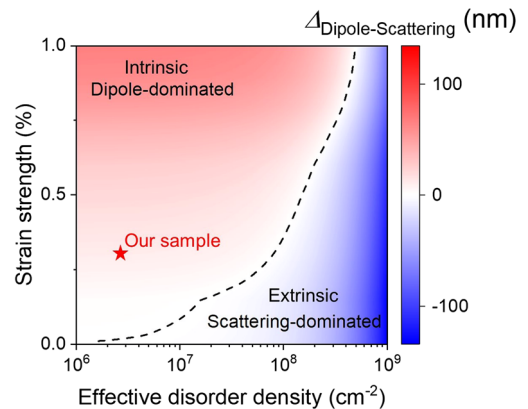 Δ_Dipole-Scattering (nm)
1.0
Intrinsic
Dipole-dominated
100
Strain strength (%)
0.5
0
Our sample
Extrinsic
Scattering-dominated
-100
0.0
10⁶
10⁷
10⁸
10⁹
Effective disorder density (cm⁻²)